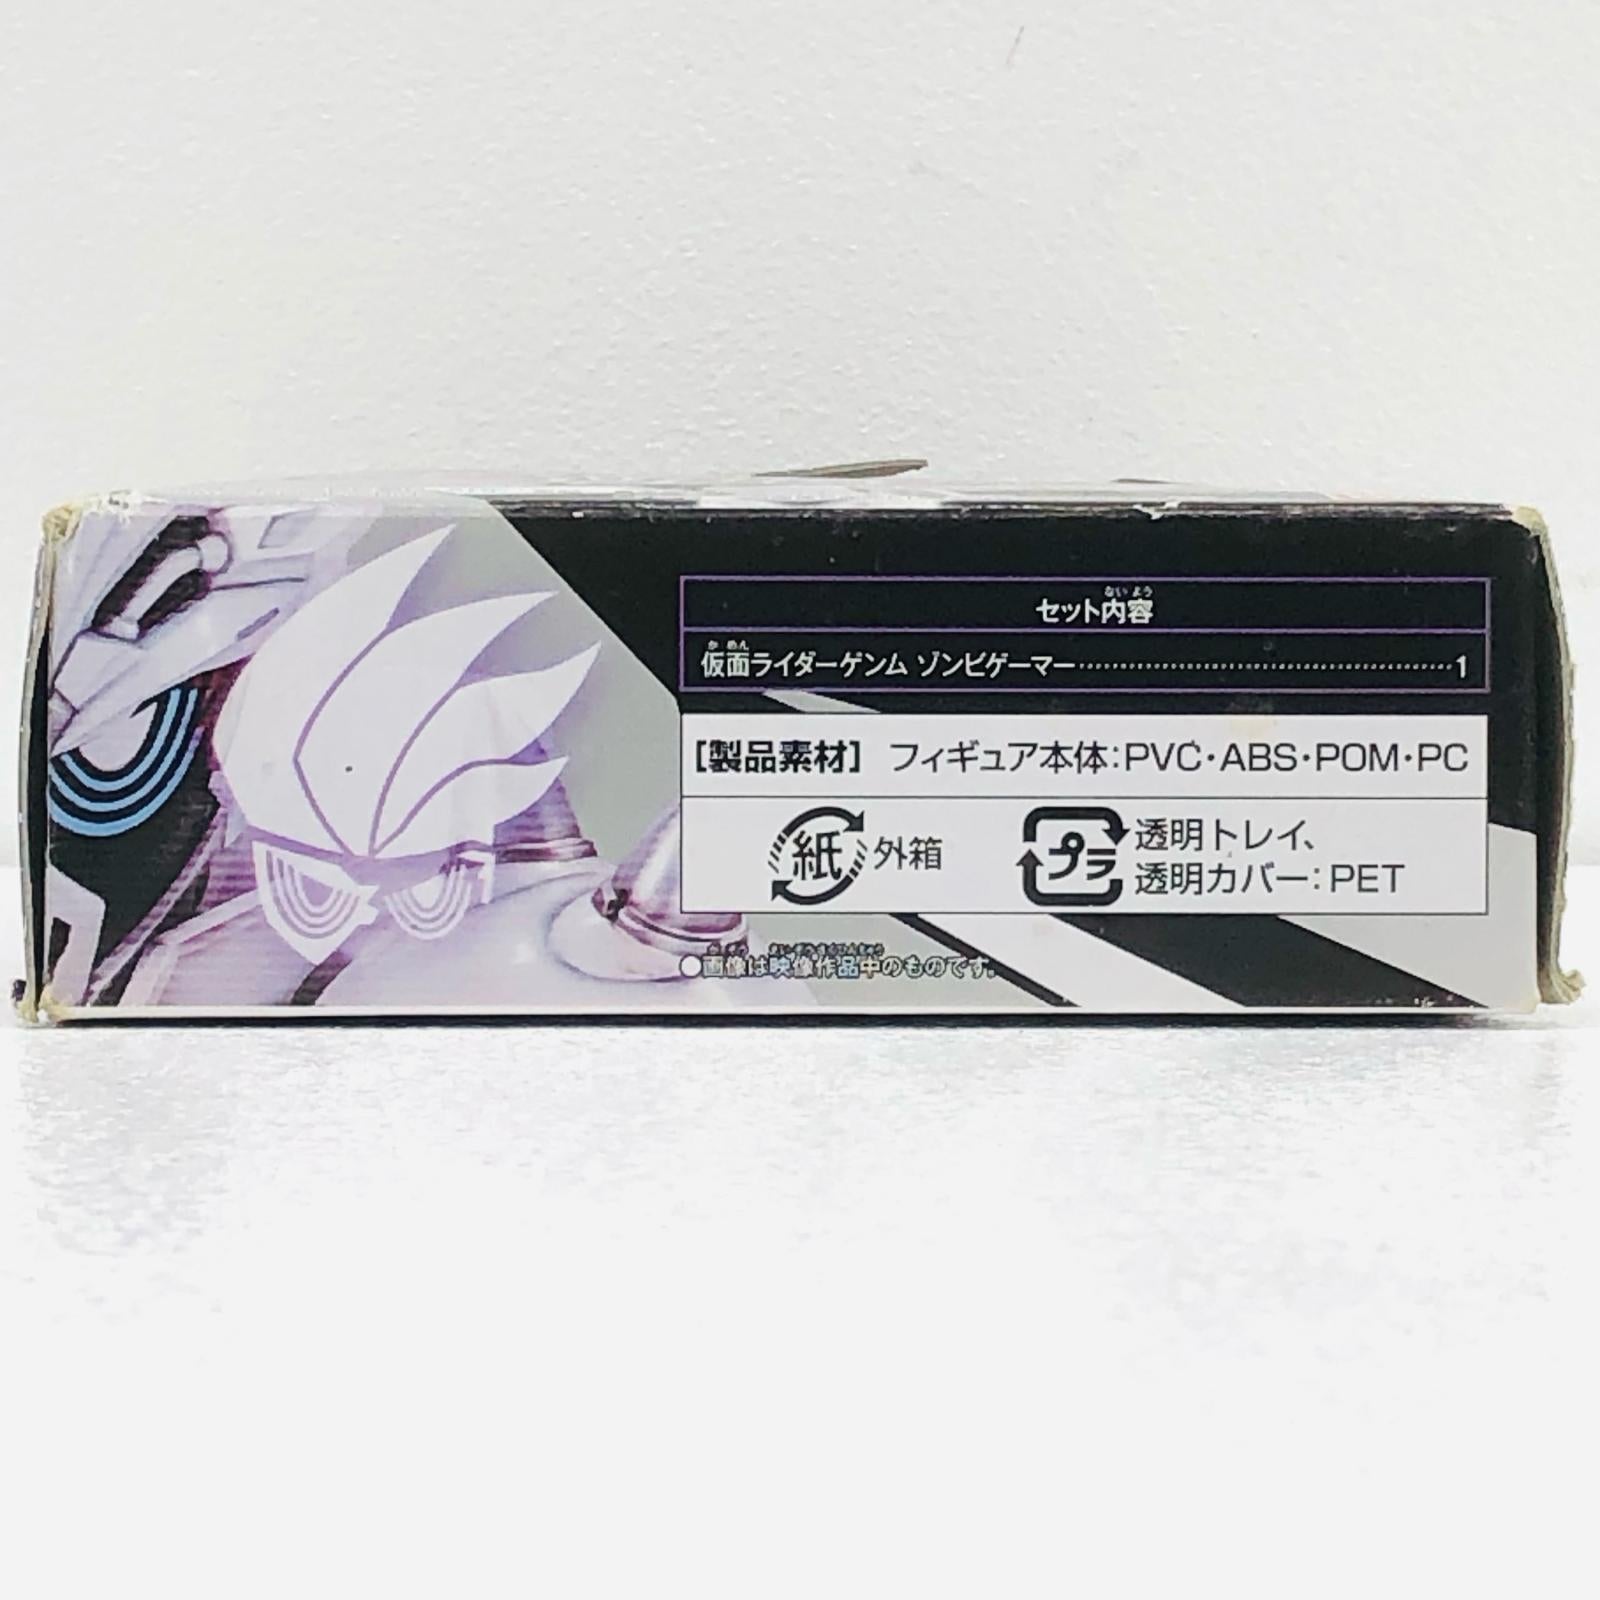 セット内容
ないよう
仮面ライダーゲンム ゾンビゲーマー……………………………………1
かめん
[製品素材] フィギュア本体:PVC・ABS・POM・PC
紙 外箱
プラ 透明トレイ、
透明カバー:PET
●画像は映像作品中のものです。